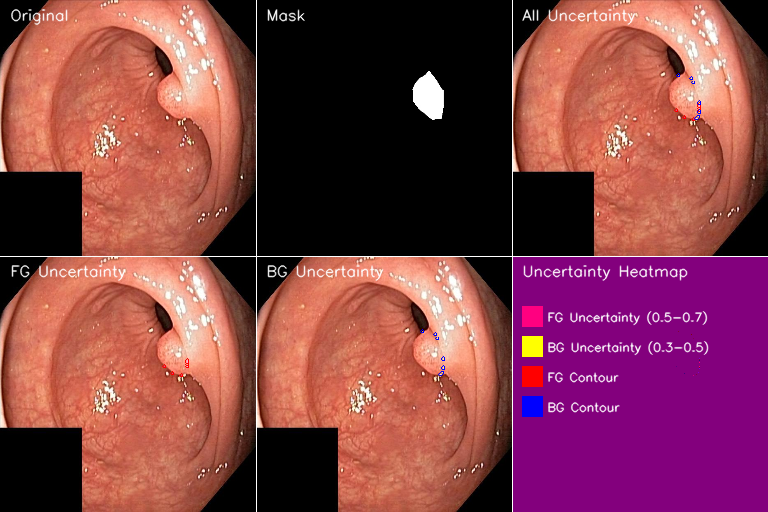 Original
Mask
All Uncertainty
FG Uncertainty
BG Uncertainty
Uncertainty Heatmap
FG Uncertainty (0.5-0.7)
BG Uncertainty (0.3-0.5)
FG Contour
BG Contour